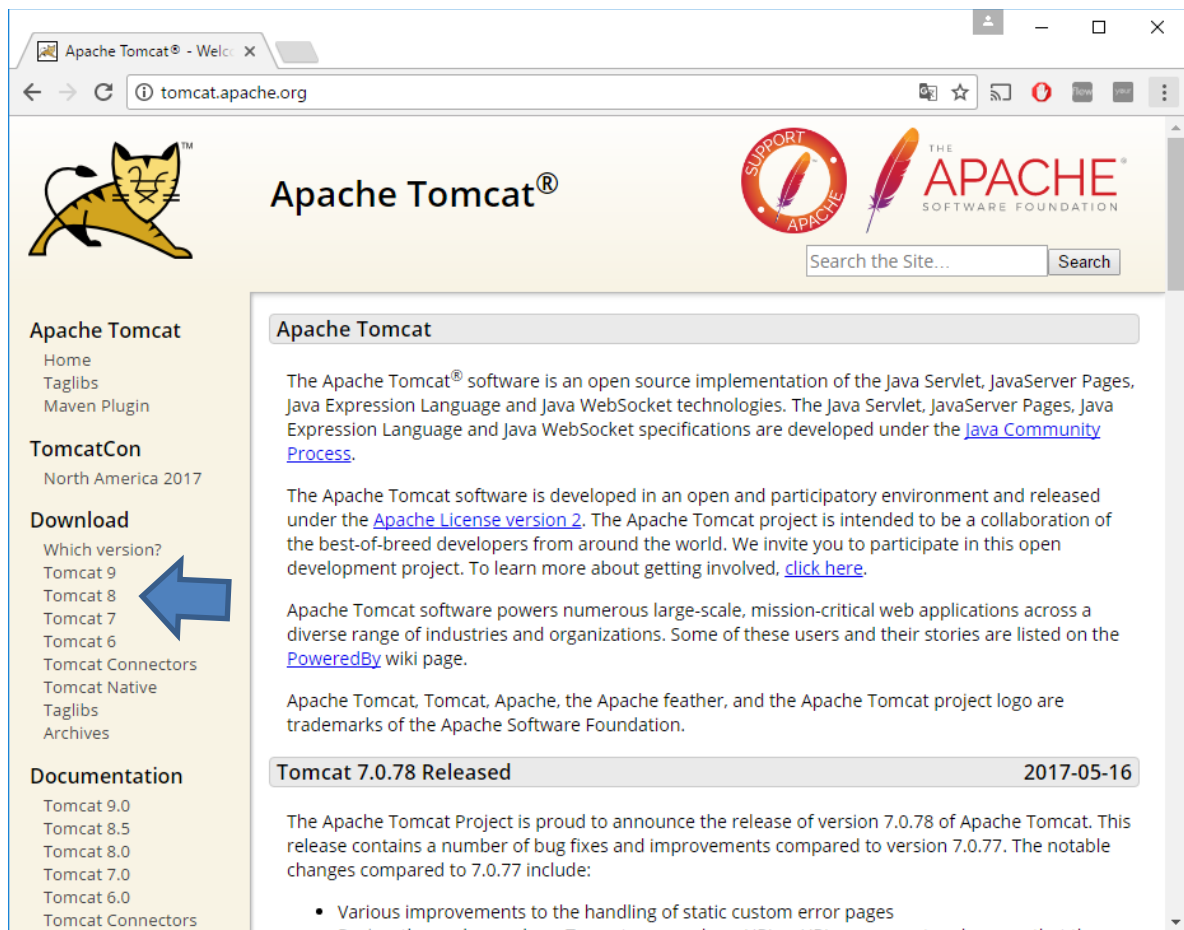 Apache Tomcat® - Welc
tomcat.apache.org
flow
your
TM
Apache Tomcat®
SUPPORT
APACHE
THE
APACHE®
SOFTWARE FOUNDATION
Search the Site...
Search
Apache Tomcat
Home
Taglibs
Maven Plugin
TomcatCon
North America 2017
Download
Which version?
Tomcat 9
Tomcat 8
Tomcat 7
Tomcat 6
Tomcat Connectors
Tomcat Native
Taglibs
Archives
Documentation
Tomcat 9.0
Tomcat 8.5
Tomcat 8.0
Tomcat 7.0
Tomcat 6.0
Tomcat Connectors
Apache Tomcat
The Apache Tomcat® software is an open source implementation of the Java Servlet, JavaServer Pages,
Java Expression Language and Java WebSocket technologies. The Java Servlet, JavaServer Pages, Java
Expression Language and Java WebSocket specifications are developed under the Java Community
Process.
The Apache Tomcat software is developed in an open and participatory environment and released
under the Apache License version 2. The Apache Tomcat project is intended to be a collaboration of
the best-of-breed developers from around the world. We invite you to participate in this open
development project. To learn more about getting involved, click here.
Apache Tomcat software powers numerous large-scale, mission-critical web applications across a
diverse range of industries and organizations. Some of these users and their stories are listed on the
PoweredBy wiki page.
Apache Tomcat, Tomcat, Apache, the Apache feather, and the Apache Tomcat project logo are
trademarks of the Apache Software Foundation.
Tomcat 7.0.78 Released 2017-05-16
The Apache Tomcat Project is proud to announce the release of version 7.0.78 of Apache Tomcat. This
release contains a number of bug fixes and improvements compared to version 7.0.77. The notable
changes compared to 7.0.77 include:
• Various improvements to the handling of static custom error pages